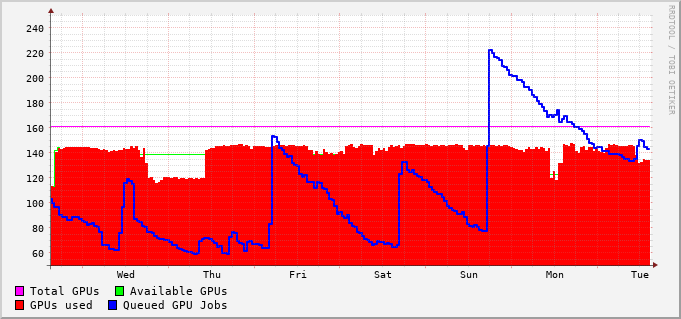 240
220
200
180
160
140
120
100
80
60
Wed Thu Fri Sat Sun Mon Tue
Total GPUs Available GPUs
GPUs used Queued GPU Jobs
RRDTOOL / TOBI OETIKER